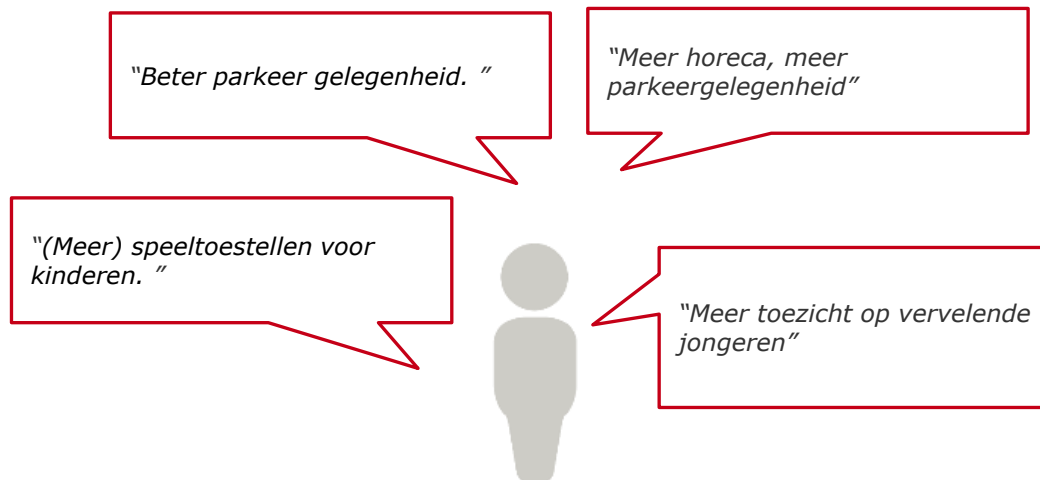 “Beter parkeer gelegenheid. ”
“Meer horeca, meer
parkeergelegenheid”
“(Meer) speeltoestellen voor
kinderen. ”
“Meer toezicht op vervelende
jongeren”